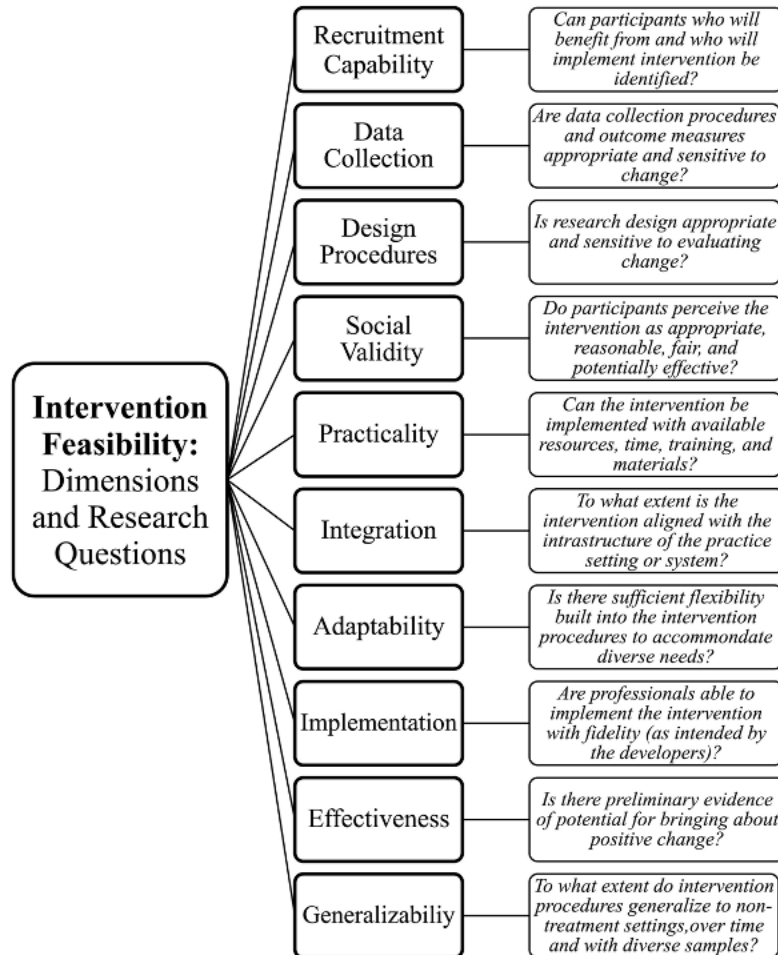 Recruitment
Capability
Can participants who will
benefit from and who will
implement intervention be
identified?
Data
Collection
Are data collection procedures
and outcome measures
appropriate and sensitive to
change?
Design
Procedures
Is research design appropriate
and sensitive to evaluating
change?
Social
Validity
Do participants perceive the
intervention as appropriate,
reasonable, fair, and
potentially effective?
Intervention
Feasibility:
Dimensions
and Research
Questions
Practicality
Can the intervention be
implemented with available
resources, time, training, and
materials?
Integration
To what extent is the
intervention aligned with the
intrastructure of the practice
setting or system?
Adaptability
Is there sufficient flexibility
built into the intervention
procedures to accommondate
diverse needs?
Implementation
Are professionals able to
implement the intervention
with fidelity (as intended by
the developers)?
Effectiveness
Is there preliminary evidence
of potential for bringing about
positive change?
Generalizabiliy
To what extent do intervention
procedures generalize to non-
treatment settings,over time
and with diverse samples?